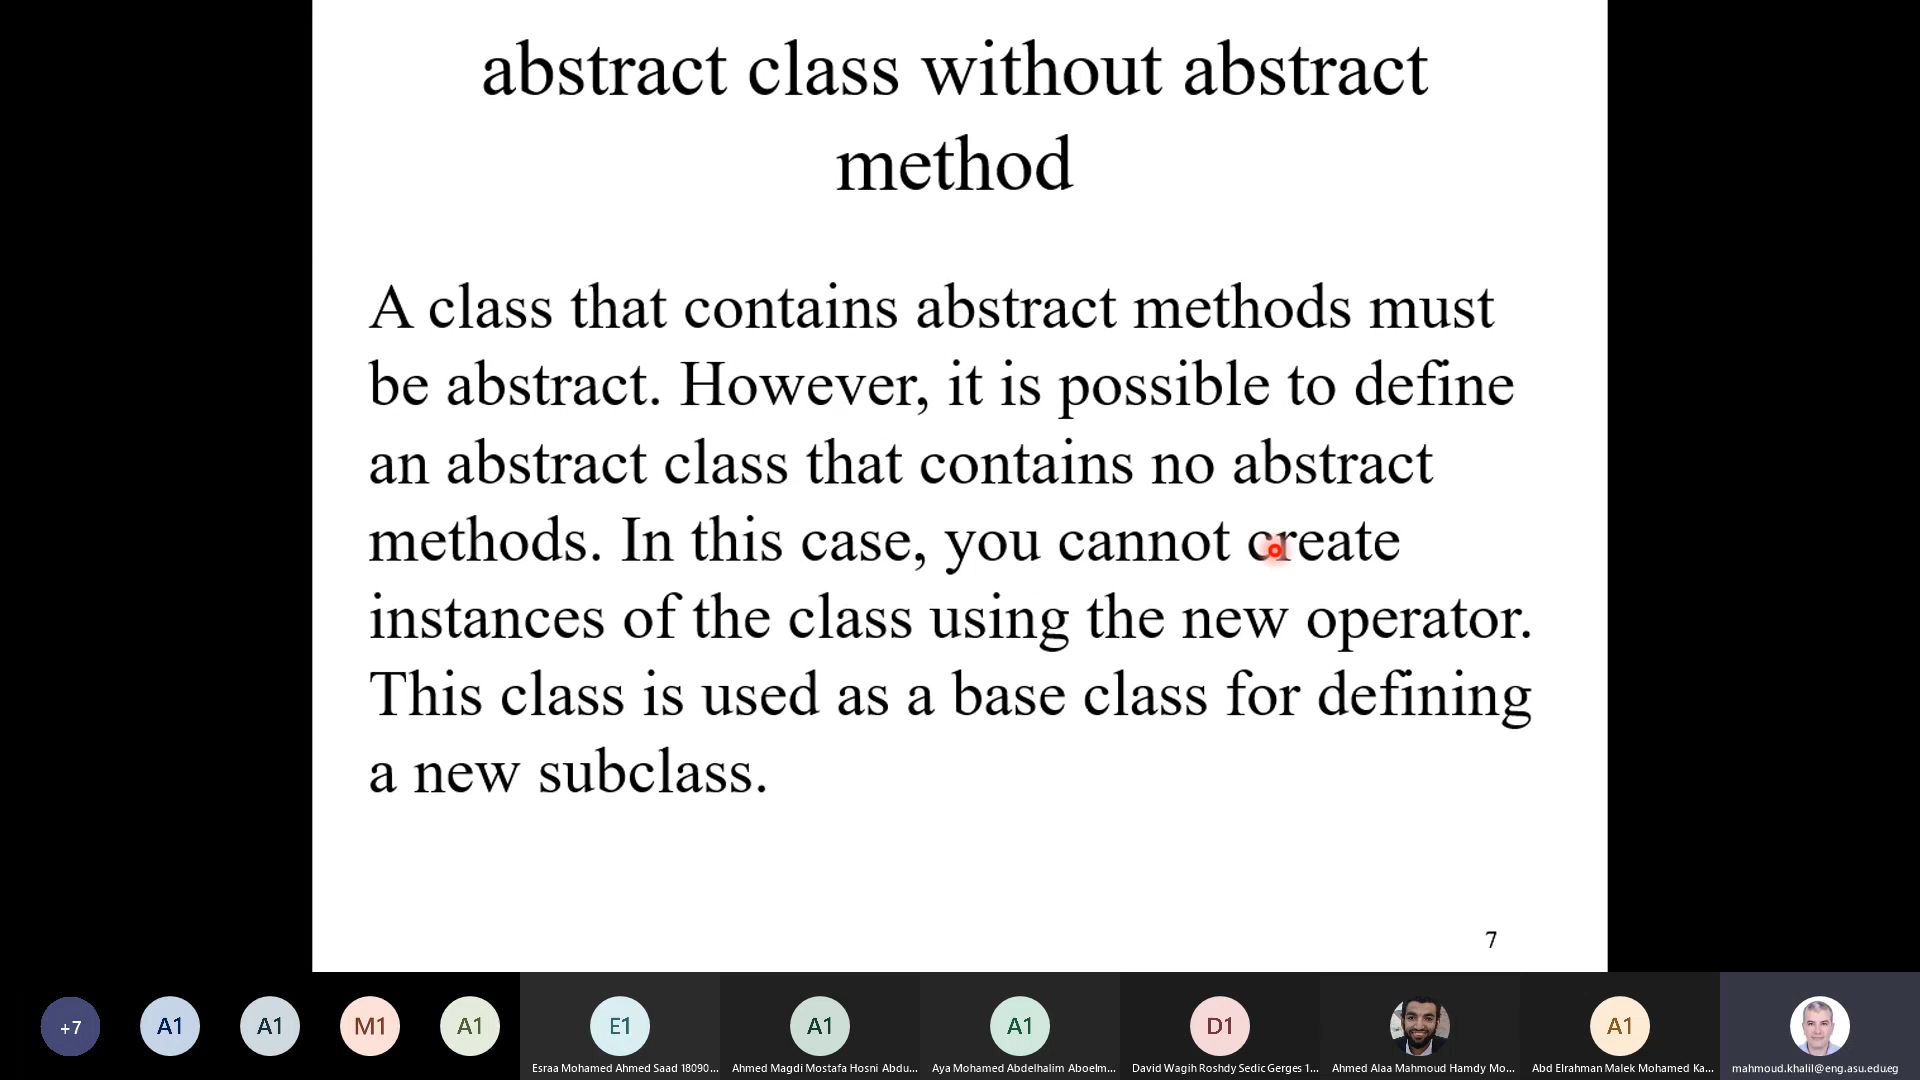 abstract class without abstract
method
A class that contains abstract methods must
be abstract. However, it is possible to define
an abstract class that contains no abstract
methods. In this case, you cannot create
instances of the class using the new operator.
This class is used as a base class for defining
a new subclass.
7
+7
A1
A1
M1
A1
E1
A1
A1
D1
A1
Esraa Mohamed Ahmed Saad 18090...
Ahmed Magdi Mostafa Hosni Abdu...
Aya Mohamed Abdelhalim Aboelm...
David Wagih Roshdy Sedic Gerges 1...
Ahmed Alaa Mahmoud Hamdy Mo...
Abd Elrahman Malek Mohamed Ka...
mahmoud.khalil@eng.asu.edu.eg